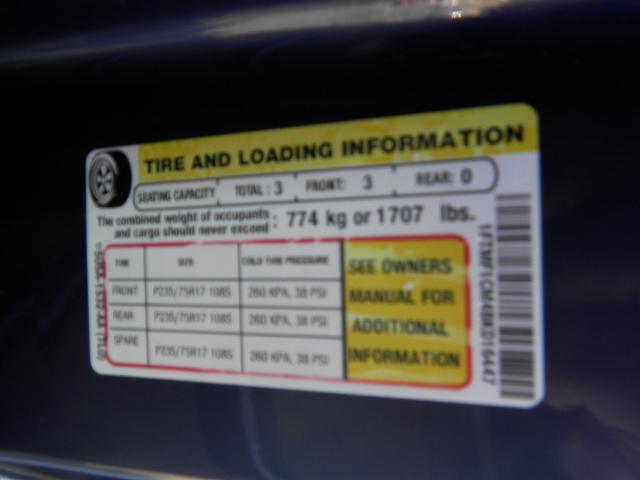 TIRE AND LOADING INFORMATION
SEATING CAPACITY TOTAL: 3 FRONT: 3 REAR: 0
The combined weight of occupants
and cargo should never exceed: 774 kg or 1707 lbs.
TIRE SIZE COLD TIRE PRESSURE
FRONT P235/75R17 108S 260 KPA, 38 PSI
REAR P235/75R17 108S 260 KPA, 38 PSI
SPARE P235/75R17 108S 260 KPA, 38 PSI
SEE OWNERS
MANUAL FOR
ADDITIONAL
INFORMATION